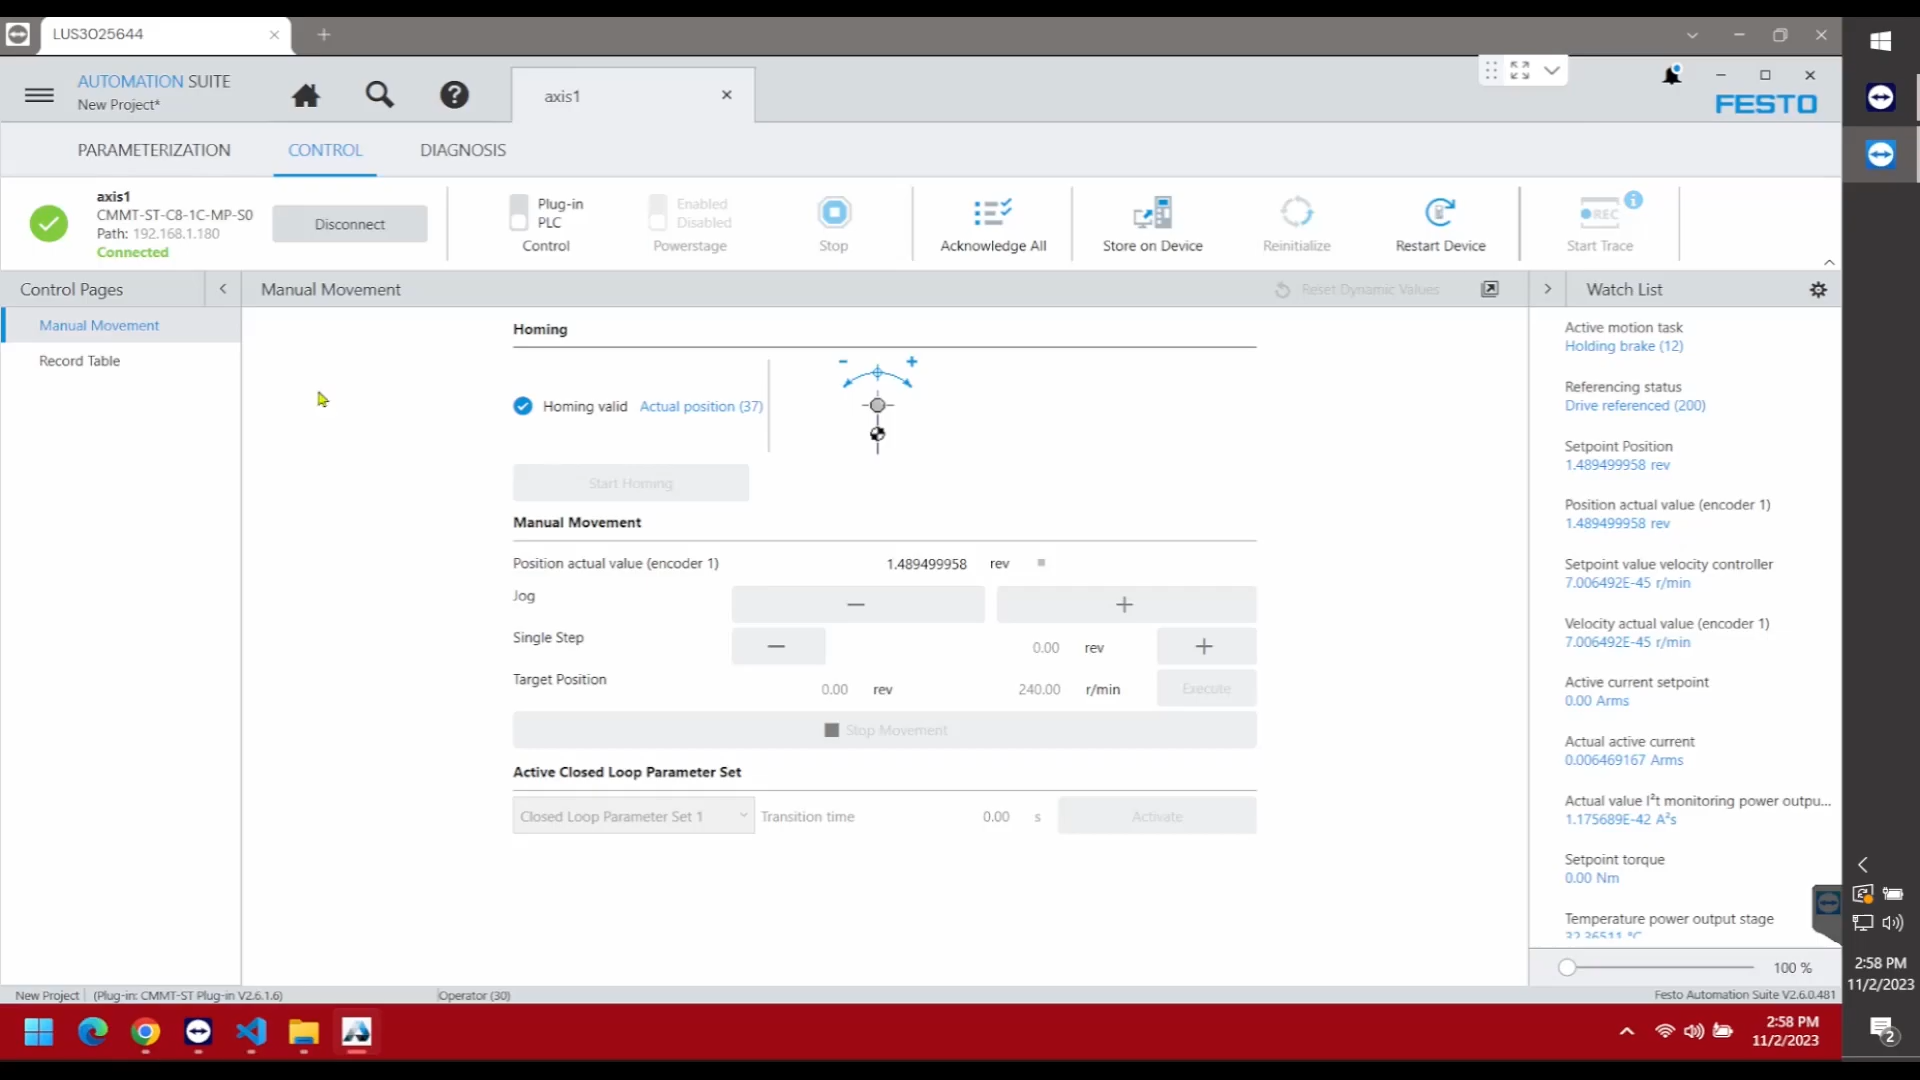 LUS3O25644
AUTOMATION SUITE
New Project*
axis1
FESTO
PARAMETERIZATION
CONTROL
DIAGNOSIS
axis1
CMMT-ST-C8-1C-MP-S0
Path: 192.168.1.180
Connected
Disconnect
Plug-in
PLC
Control
Enabled
Disabled
Powerstage
Stop
Acknowledge All
Store on Device
Reinitialize
Restart Device
REC
i
Start Trace
Control Pages
Manual Movement
Record Table
Manual Movement
Reset Dynamic Values
Homing
Homing valid Actual position (37)
- +
Start Homing
Manual Movement
Position actual value (encoder 1) 1.489499958 rev
Jog
Single Step 0.00 rev
Target Position 0.00 rev 240.00 r/min Execute
Stop Movement
Active Closed Loop Parameter Set
Closed Loop Parameter Set 1 Transition time 0.00 s Activate
Watch List
Active motion task
Holding brake (12)
Referencing status
Drive referenced (200)
Setpoint Position
1.489499958 rev
Position actual value (encoder 1)
1.489499958 rev
Setpoint value velocity controller
7.006492E-45 r/min
Velocity actual value (encoder 1)
7.006492E-45 r/min
Active current setpoint
0.00 Arms
Actual active current
0.006469167 Arms
Actual value I²t monitoring power outpu...
1.175689E-42 A²s
Setpoint torque
0.00 Nm
Temperature power output stage
32.36511 °C
100 %
New Project (Plug-in: CMMT-ST Plug-in V2.6.1.6) Operator (30) Festo Automation Suite V2.6.0.481
2:58 PM
11/2/2023
2:58 PM
11/2/2023
2